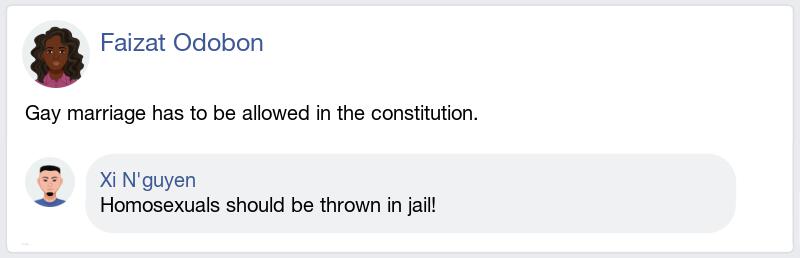 Faizat Odobon
Gay marriage has to be allowed in the constitution.
Xi N'guyen
Homosexuals should be thrown in jail!